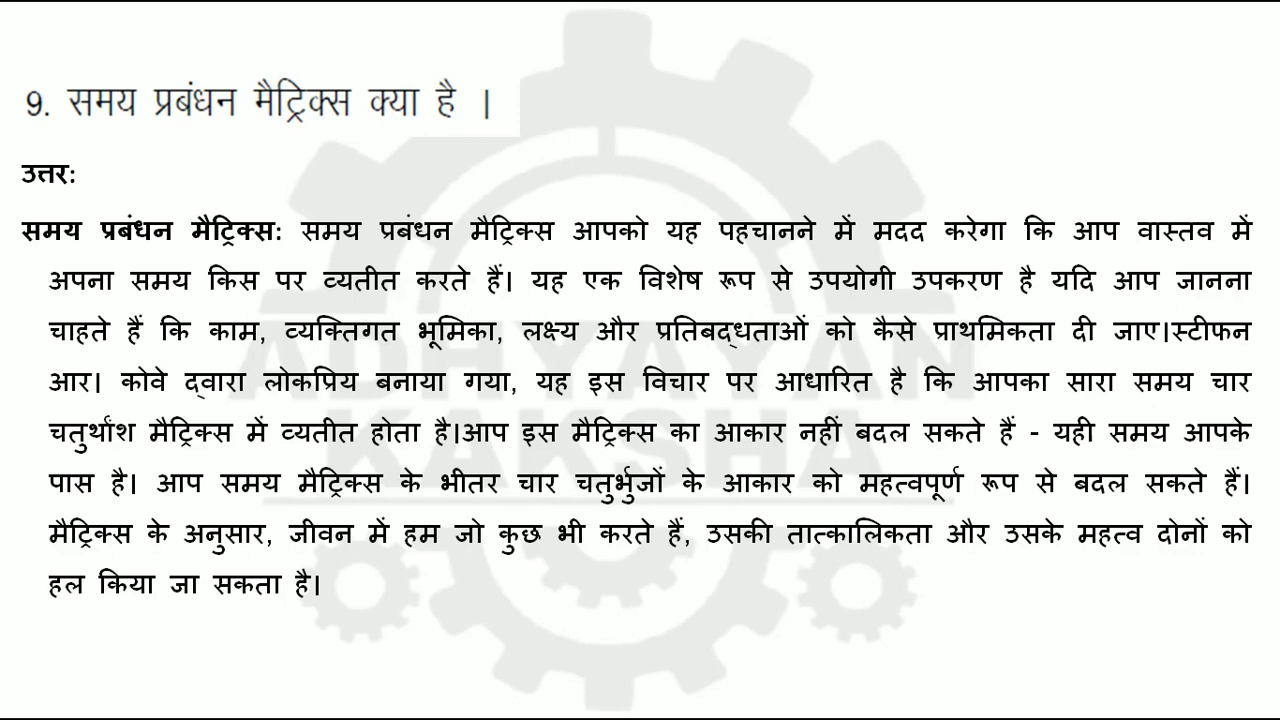 9. समय प्रबंधन मैट्रिक्स क्या है ।
उत्तर:
समय प्रबंधन मैट्रिक्स: समय प्रबंधन मैट्रिक्स आपको यह पहचानने में मदद करेगा कि आप वास्तव में
अपना समय किस पर व्यतीत करते हैं। यह एक विशेष रूप से उपयोगी उपकरण है यदि आप जानना
चाहते हैं कि काम, व्यक्तिगत भूमिका, लक्ष्य और प्रतिबद्धताओं को कैसे प्राथमिकता दी जाए।स्टीफन
आर। कोवे द्वारा लोकप्रिय बनाया गया, यह इस विचार पर आधारित है कि आपका सारा समय चार
चतुर्थांश मैट्रिक्स में व्यतीत होता है।आप इस मैट्रिक्स का आकार नहीं बदल सकते हैं - यही समय आपके
पास है। आप समय मैट्रिक्स के भीतर चार चतुर्भुजों के आकार को महत्वपूर्ण रूप से बदल सकते हैं।
मैट्रिक्स के अनुसार, जीवन में हम जो कुछ भी करते हैं, उसकी तात्कालिकता और उसके महत्व दोनों को
हल किया जा सकता है।
ADHYAYAN
KAKSHA